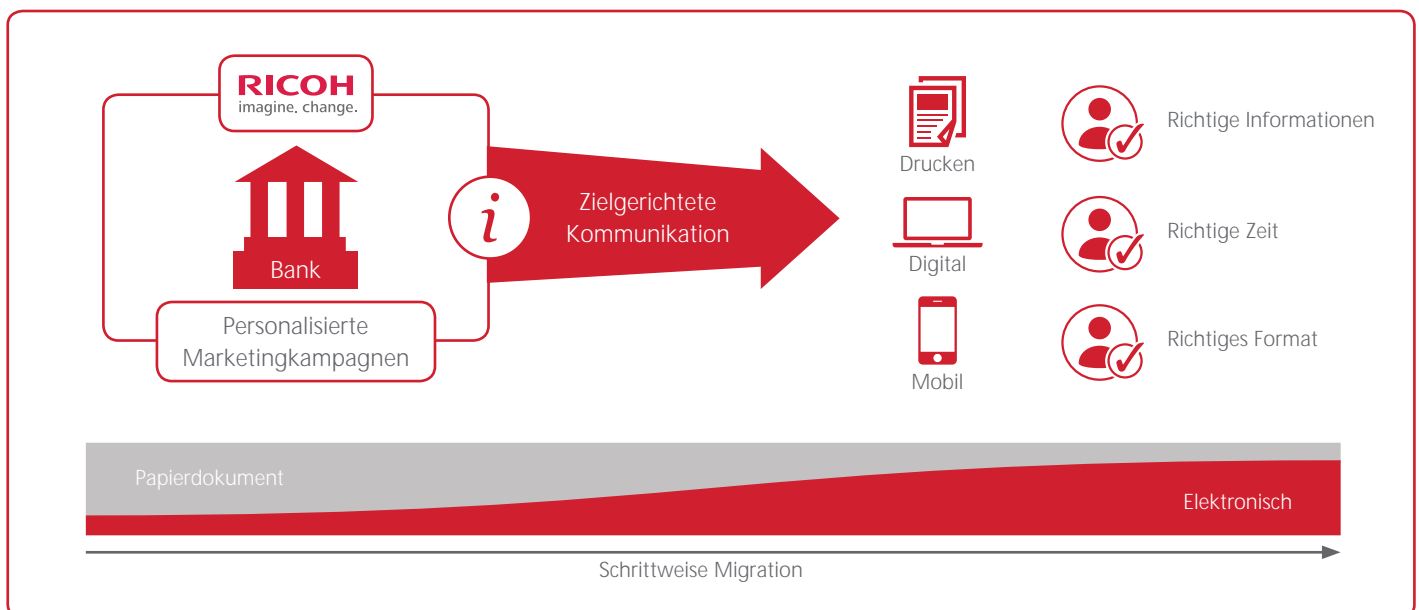 RICOH
imagine. change.
Bank
Personalisierte
Marketingkampagnen
i
Zielgerichtete
Kommunikation
Drucken
Digital
Mobil
Richtige Informationen
Richtige Zeit
Richtiges Format
Papierdokument
Elektronisch
Schrittweise Migration